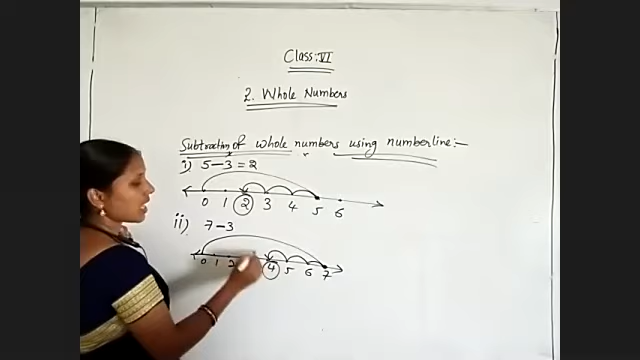 Class: VI
2. Whole Numbers
Subtraction of whole numbers using numberline:-
i) 5-3=2
0 1 2 3 4 5 6
ii) 7-3
0 1 2 4 5 6 7